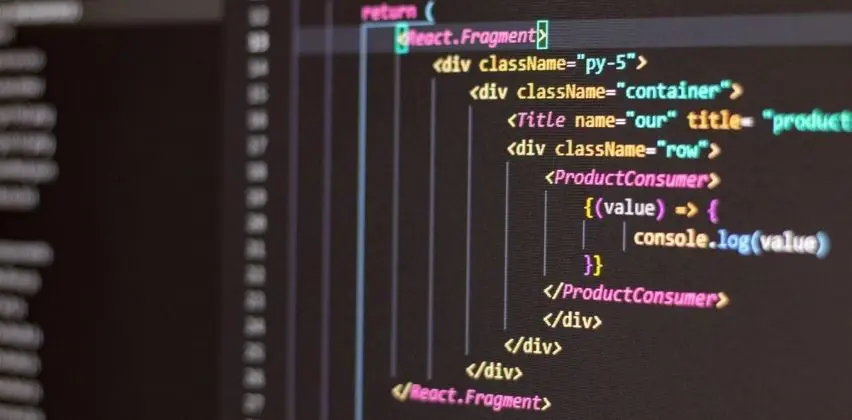 return (
<React.Fragment>
<div className="py-5">
<div className="container">
<Title name="our" title= "product
<div className="row">
<ProductConsumer>
{(value) => {
console.log(value)
}}
</ProductConsumer>
</div>
</div>
</div>
</React.Fragment>